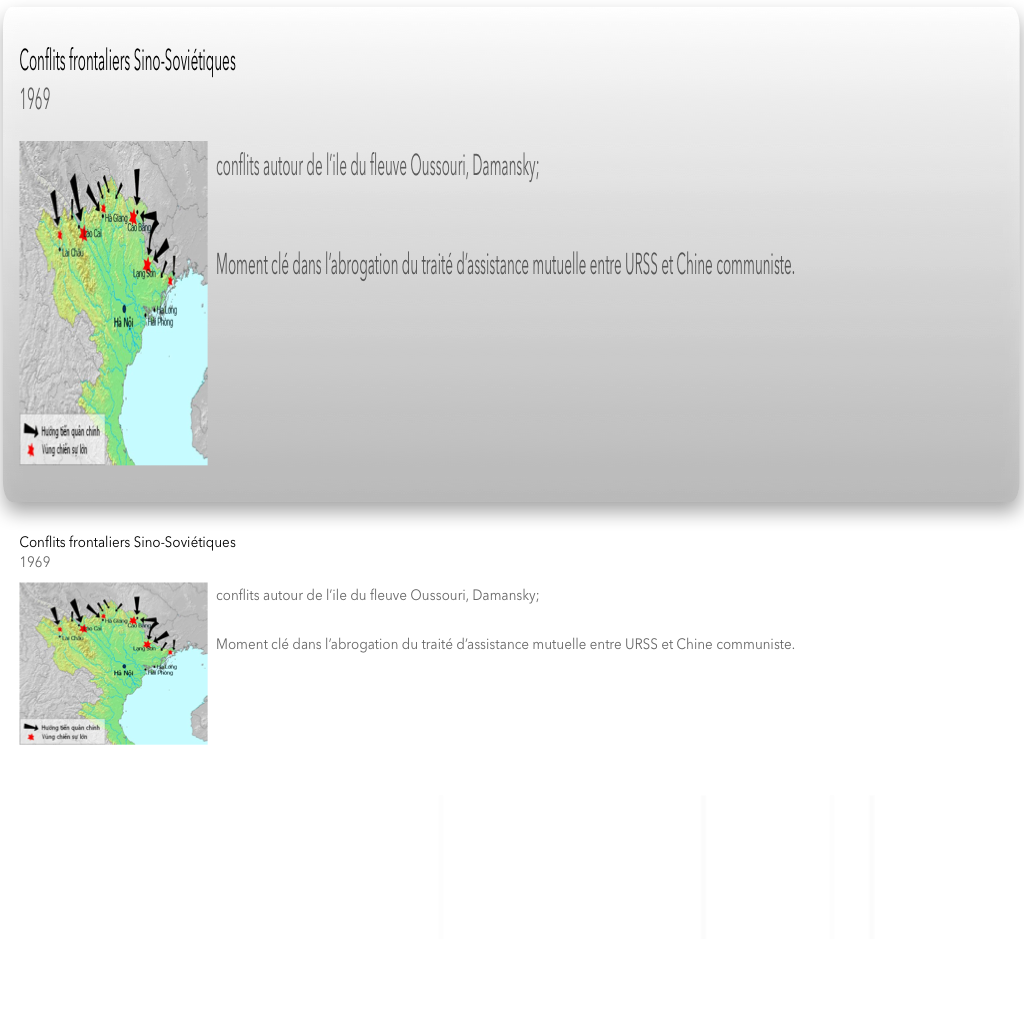 Conflits frontaliers Sino-Soviétiques
1969
conflits autour de l’ile du fleuve Oussouri, Damansky;
Moment clé dans l’abrogation du traité d’assistance mutuelle entre URSS et Chine communiste.
Hà Giang
Cao Bằng
Lào Cai
Lai Châu
Lạng Sơn
Hạ Long
Hà Nội
Hải Phòng
Hướng tiến quân chính
Vùng chiến sự lớn
Conflits frontaliers Sino-Soviétiques
1969
conflits autour de l’ile du fleuve Oussouri, Damansky;
Moment clé dans l’abrogation du traité d’assistance mutuelle entre URSS et Chine communiste.
Hà Giang
Cao Bằng
Lào Cai
Lai Châu
Lạng Sơn
Hạ Long
Hà Nội
Hải Phòng
Hướng tiến quân chính
Vùng chiến sự lớn